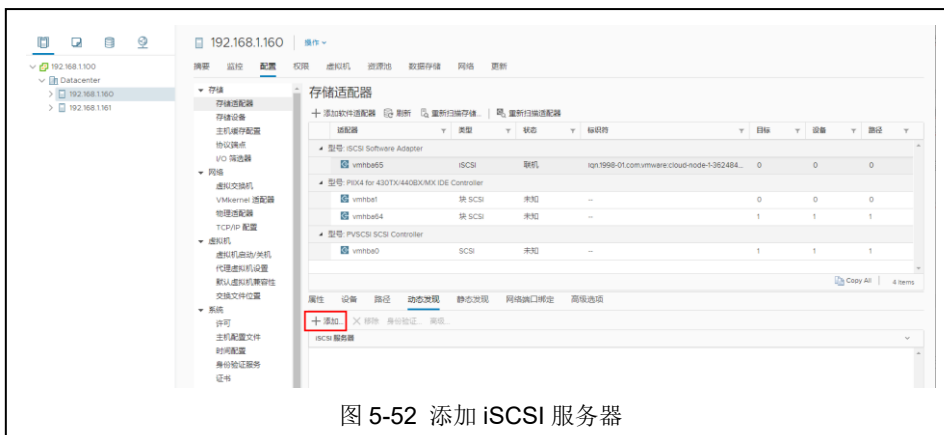 192.168.1.160 操作
192.168.1.100
Datacenter
192.168.1.160
192.168.1.161
摘要 监控 配置 权限 虚拟机 资源池 数据存储 网络 更新
存储
存储适配器
存储设备
主机缓存配置
协议端点
I/O 筛选器
网络
虚拟交换机
VMkernel 适配器
物理适配器
TCP/IP 配置
虚拟机
虚拟机启动/关机
代理虚拟机设置
默认虚拟机兼容性
交换文件位置
系统
许可
主机配置文件
时间配置
身份验证服务
证书
存储适配器
添加软件适配器 刷新 重新扫描存储... 重新扫描适配器
适配器 类型 状态 标识符 目标 设备 路径
型号: iSCSI Software Adapter
vmhba65 iSCSI 联机 iqn.1998-01.com.vmware:cloud-node-1-362484... 0 0 0
型号: PIIX4 for 430TX/440BX/MX IDE Controller
vmhba1 块 SCSI 未知 -- 0 0 0
vmhba64 块 SCSI 未知 -- 1 1 1
型号: PVSCSI SCSI Controller
vmhba0 SCSI 未知 -- 1 1 1
Copy All 4 items
属性 设备 路径 动态发现 静态发现 网络端口绑定 高级选项
添加... 移除 身份验证... 高级...
iSCSI 服务器
图 5-52 添加 iSCSI 服务器